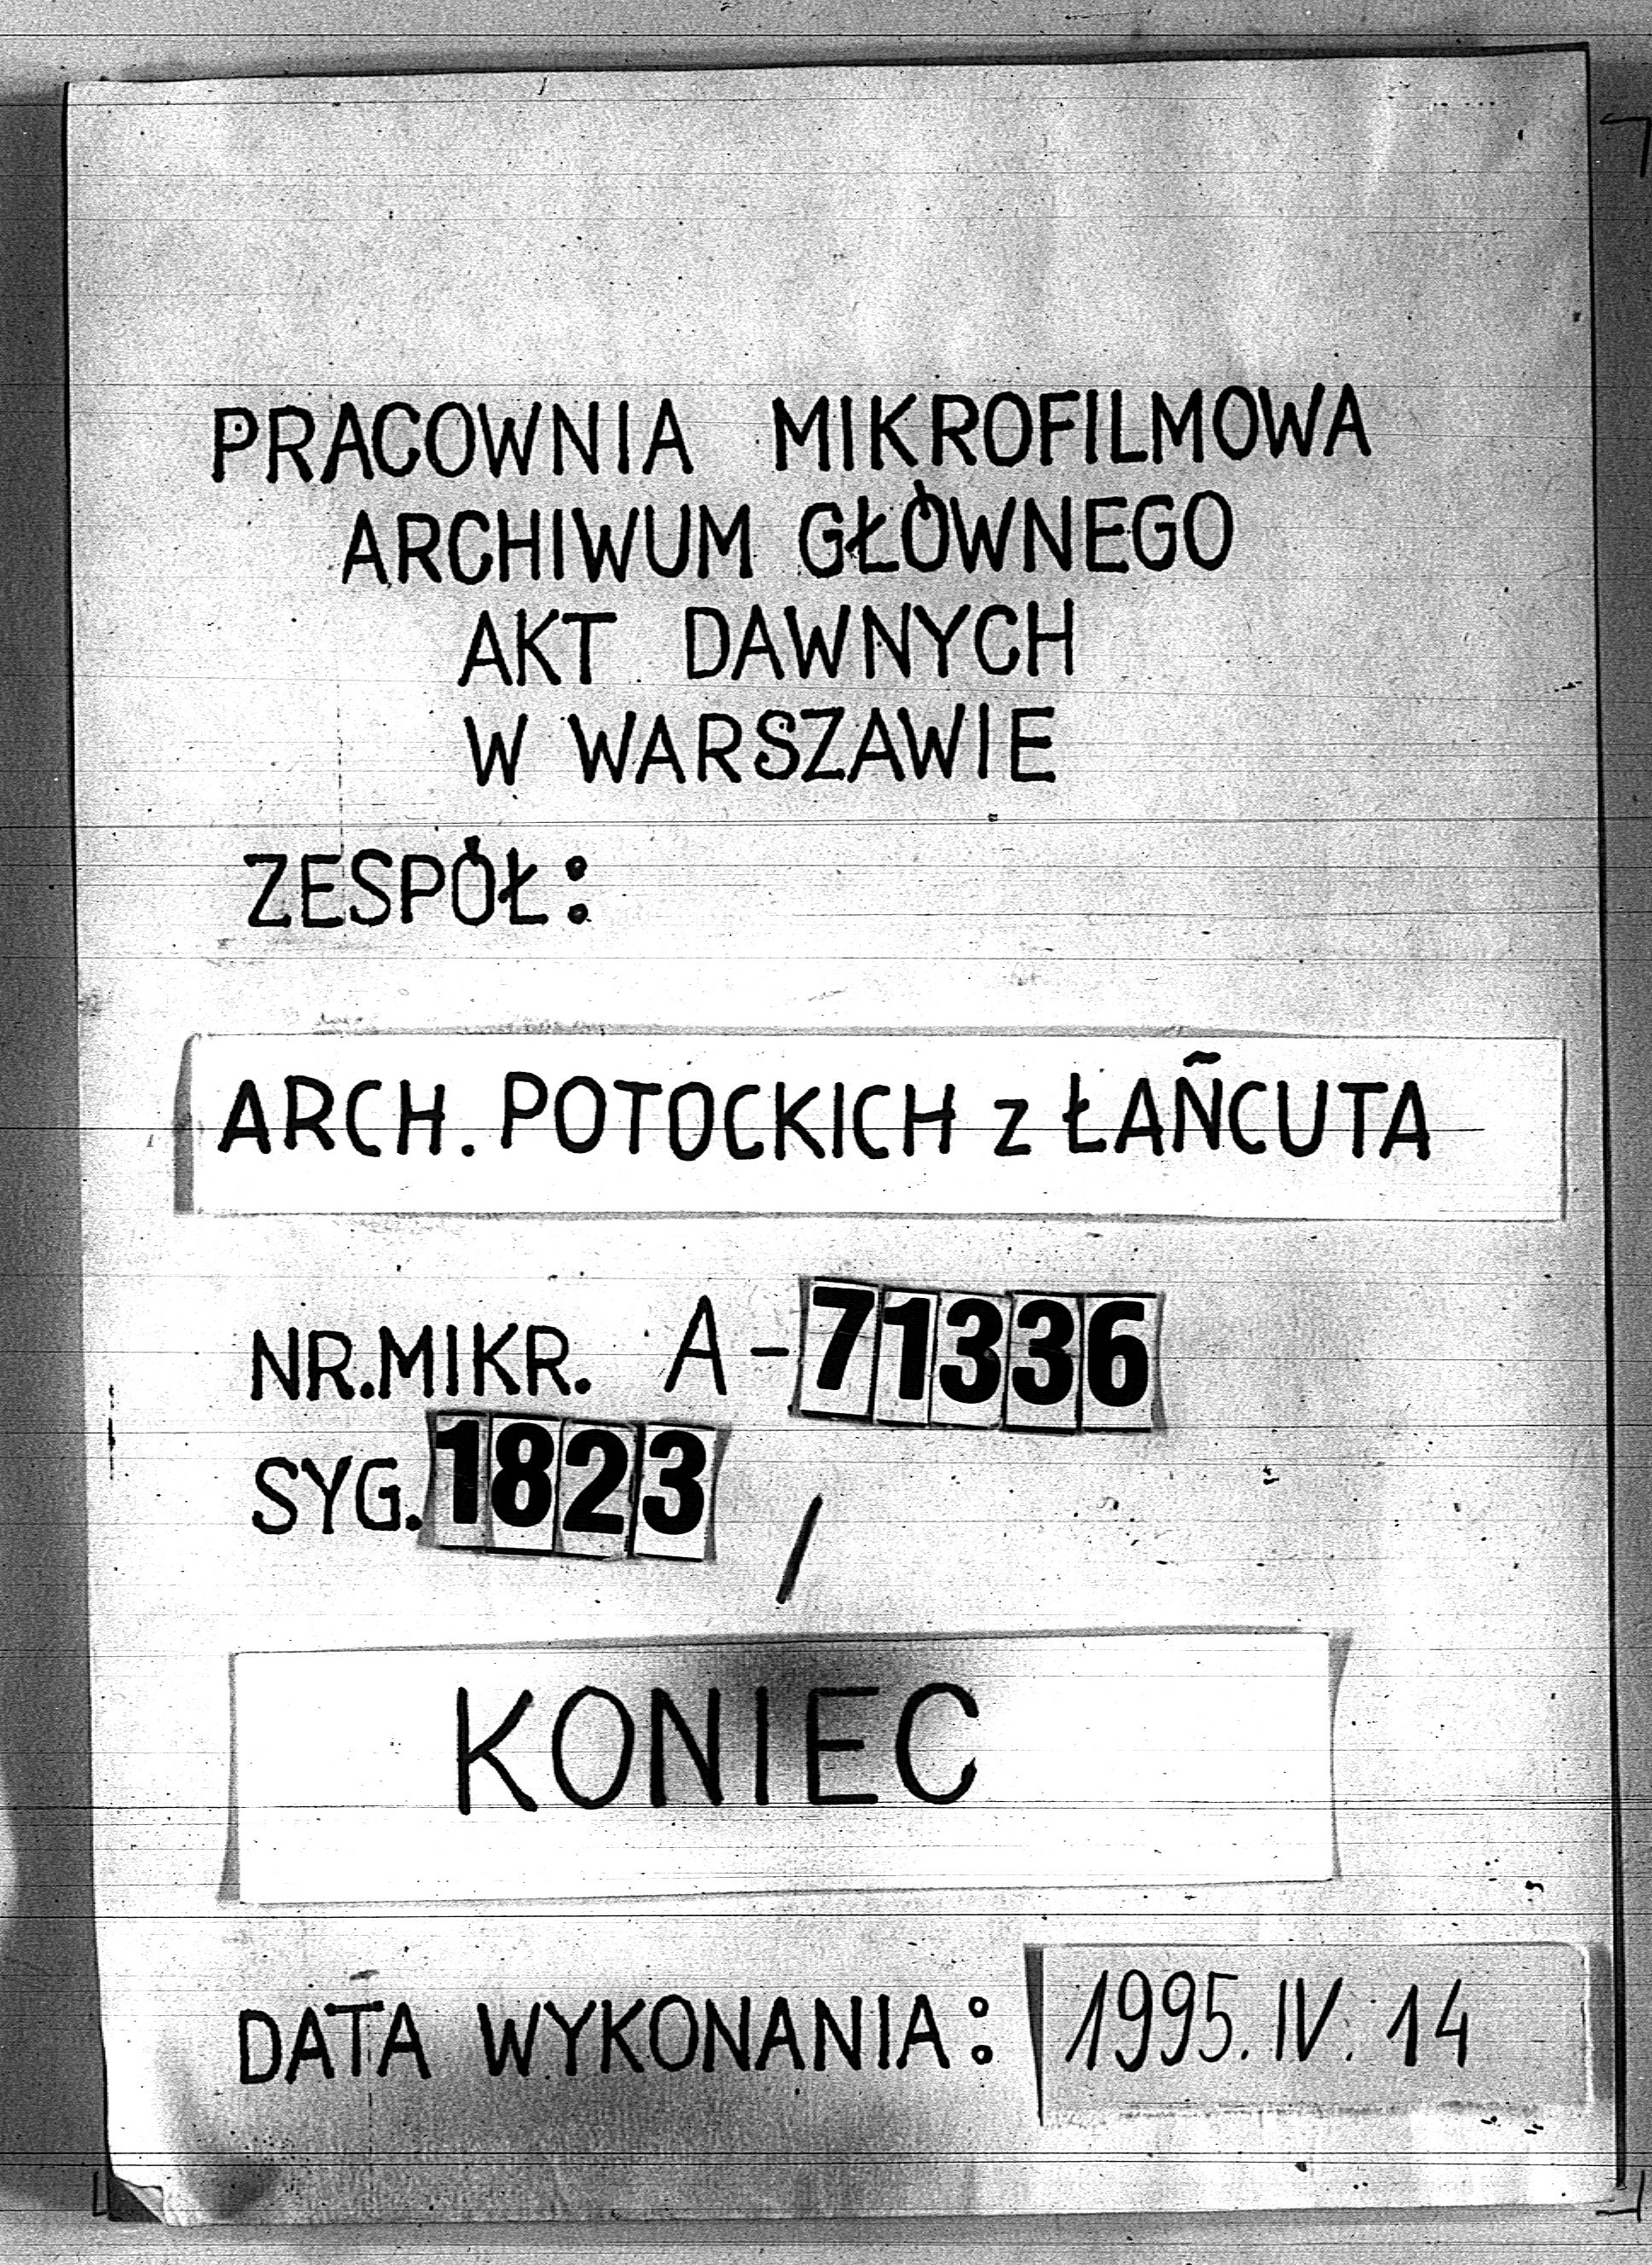 PRACOWNIA MIKROFILMOWA
ARCHIWUM GŁÓWNEGO
AKT DAWNYCH
W WARSZAWIE
ZESPÓŁ:
ARCH. POTOCKICH z ŁAÑCUTA
NR.MIKR. A-71336
SYG. 1823 /
KONIEC
DATA WYKONANIA: 1995.IV.14